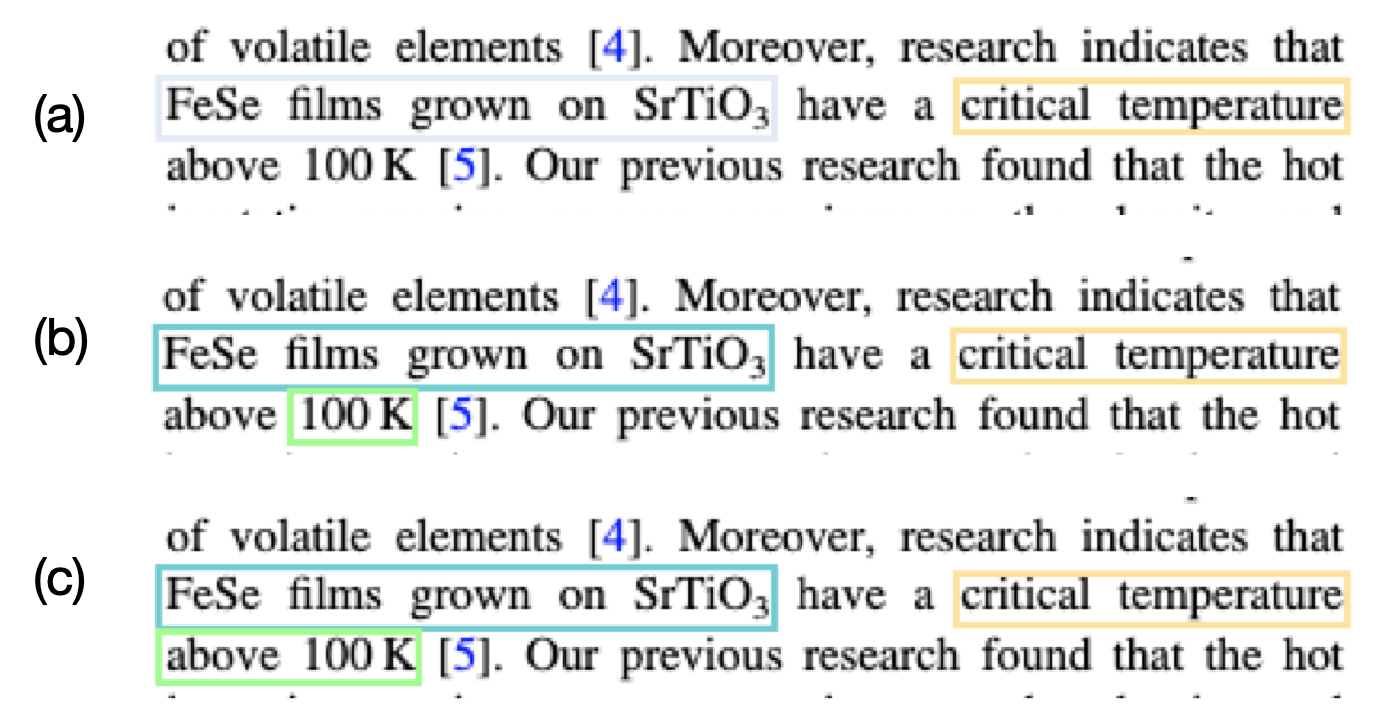 of volatile elements [4]. Moreover, research indicates that
(a) FeSe films grown on SrTiO₃ have a critical temperature
above 100 K [5]. Our previous research found that the hot
of volatile elements [4]. Moreover, research indicates that
(b) FeSe films grown on SrTiO₃ have a critical temperature
above 100 K [5]. Our previous research found that the hot
of volatile elements [4]. Moreover, research indicates that
(c) FeSe films grown on SrTiO₃ have a critical temperature
above 100 K [5]. Our previous research found that the hot